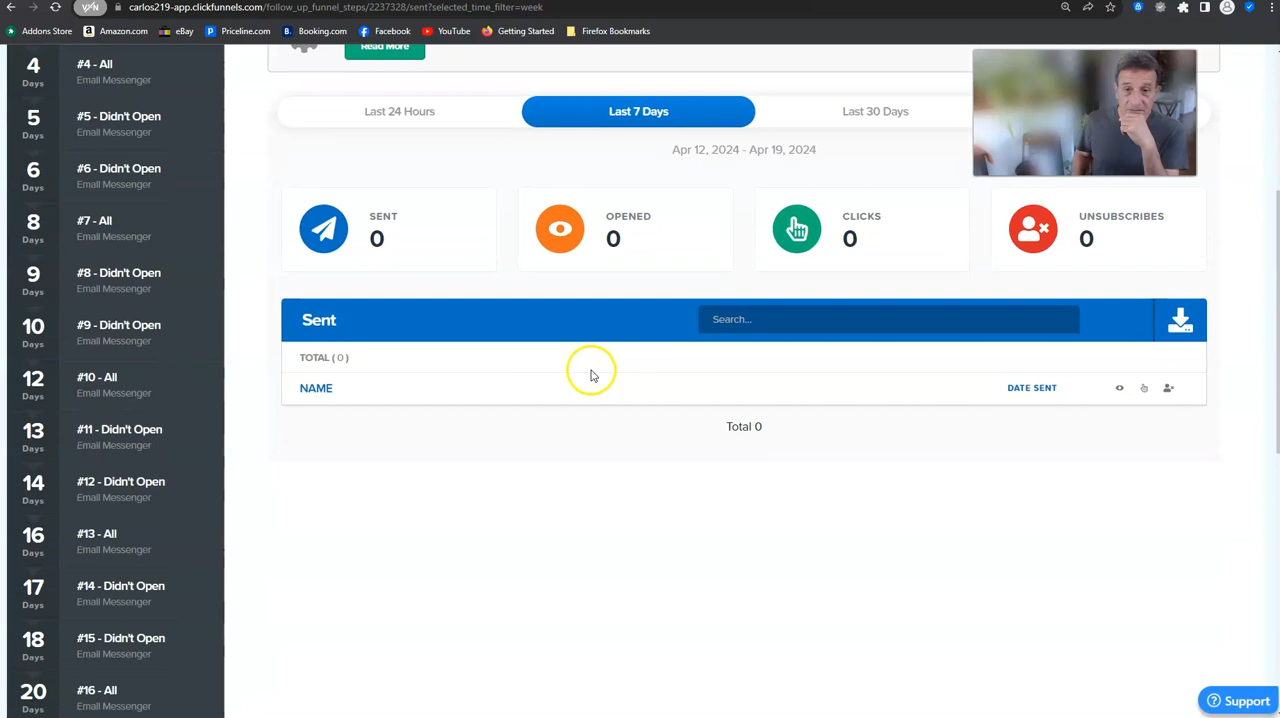 carlos219-app.clickfunnels.com/follow_up_funnel_steps/2237328/sent?selected_time_filter=week
Addons Store
Amazon.com
eBay
Priceline.com
Booking.com
Facebook
YouTube
Getting Started
Firefox Bookmarks
4
Days
#4 - All
Email Messenger
5
Days
#5 - Didn't Open
Email Messenger
6
Days
#6 - Didn't Open
Email Messenger
8
Days
#7 - All
Email Messenger
9
Days
#8 - Didn't Open
Email Messenger
10
Days
#9 - Didn't Open
Email Messenger
12
Days
#10 - All
Email Messenger
13
Days
#11 - Didn't Open
Email Messenger
14
Days
#12 - Didn't Open
Email Messenger
16
Days
#13 - All
Email Messenger
17
Days
#14 - Didn't Open
Email Messenger
18
Days
#15 - Didn't Open
Email Messenger
20
Days
#16 - All
Email Messenger
Read More
Last 24 Hours
Last 7 Days
Last 30 Days
Apr 12, 2024 - Apr 19, 2024
SENT
0
OPENED
0
CLICKS
0
UNSUBSCRIBES
0
Sent
Search...
TOTAL ( 0 )
NAME
DATE SENT
Total 0
Support